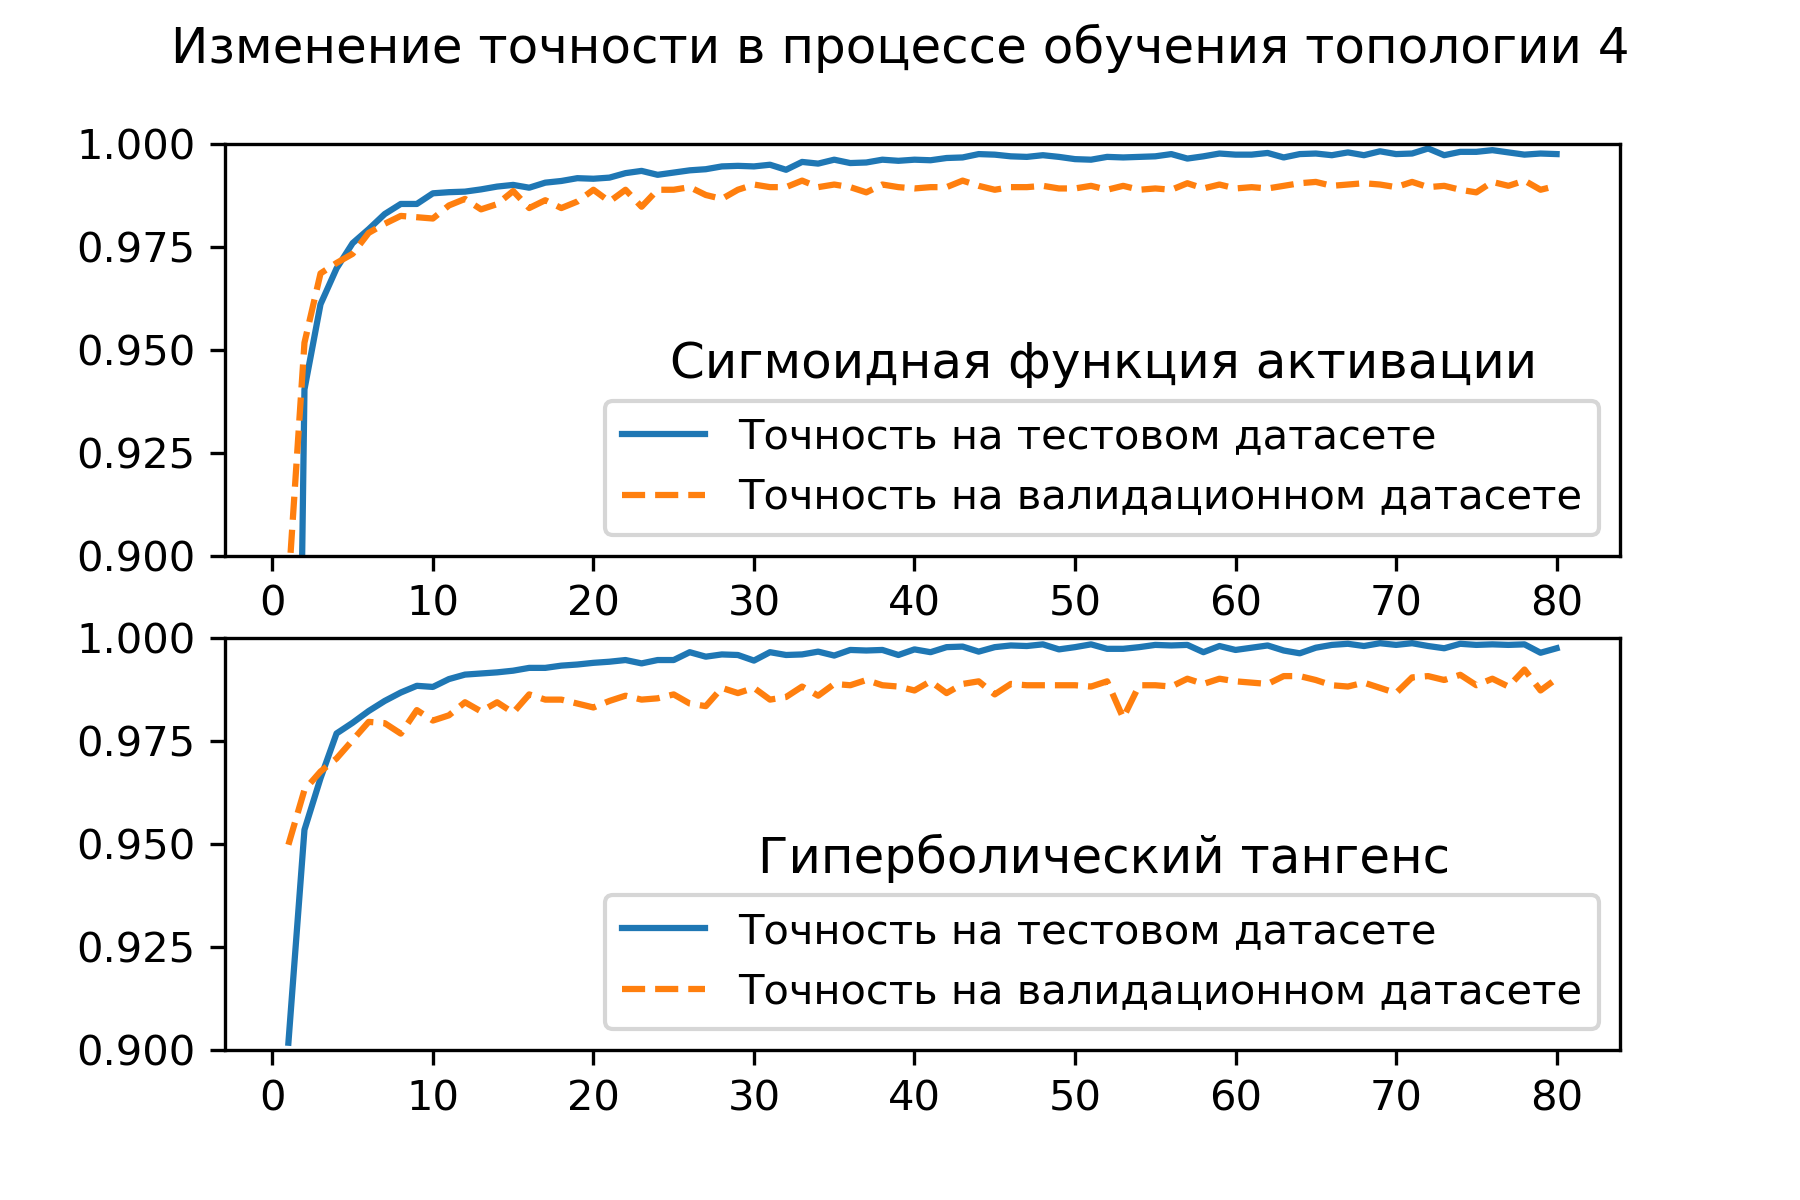 Изменение точности в процессе обучения топологии 4
1.000
0.975
0.950
0.925
0.900
Сигмоидная функция активации
Точность на тестовом датасете
Точность на валидационном датасете
0 10 20 30 40 50 60 70 80
1.000
0.975
0.950
0.925
0.900
Гиперболический тангенс
Точность на тестовом датасете
Точность на валидационном датасете
0 10 20 30 40 50 60 70 80